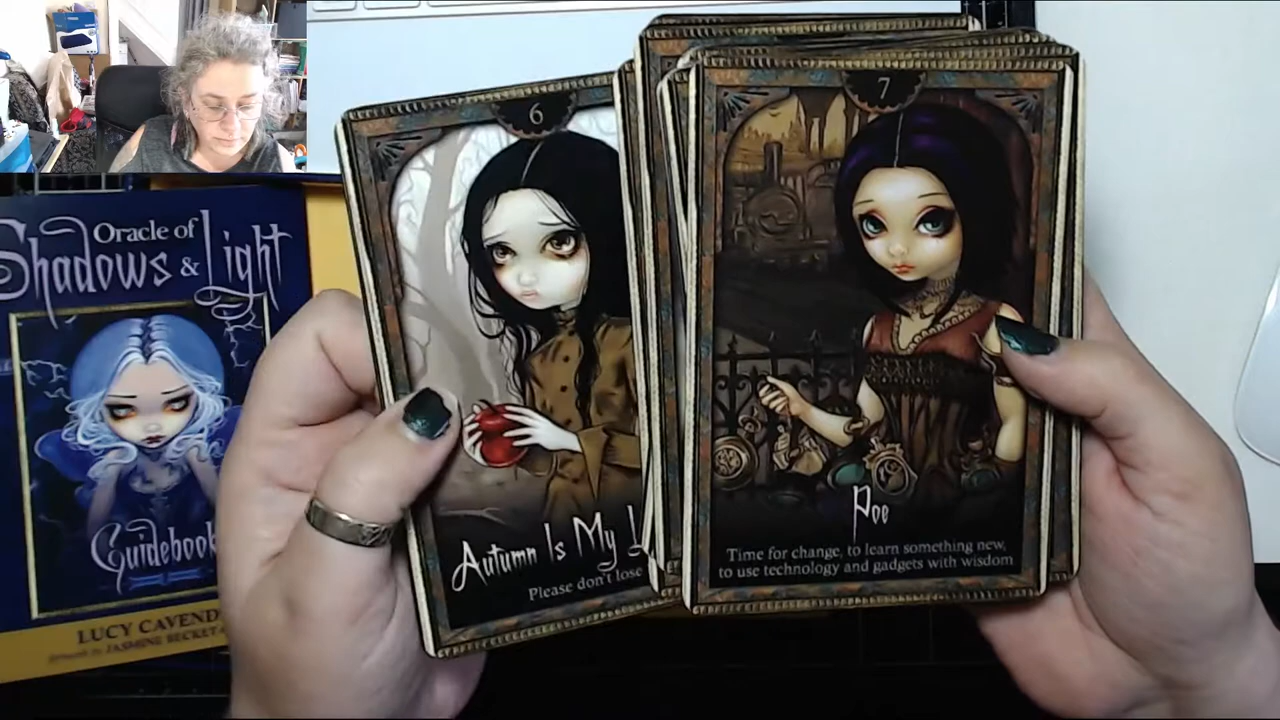 Oracle of
Shadows & Light
Guidebook
LUCY CAVEND
6
Autumn Is My L
Please don't lose
7
Poe
Time for change, to learn something new,
to use technology and gadgets with wisdom